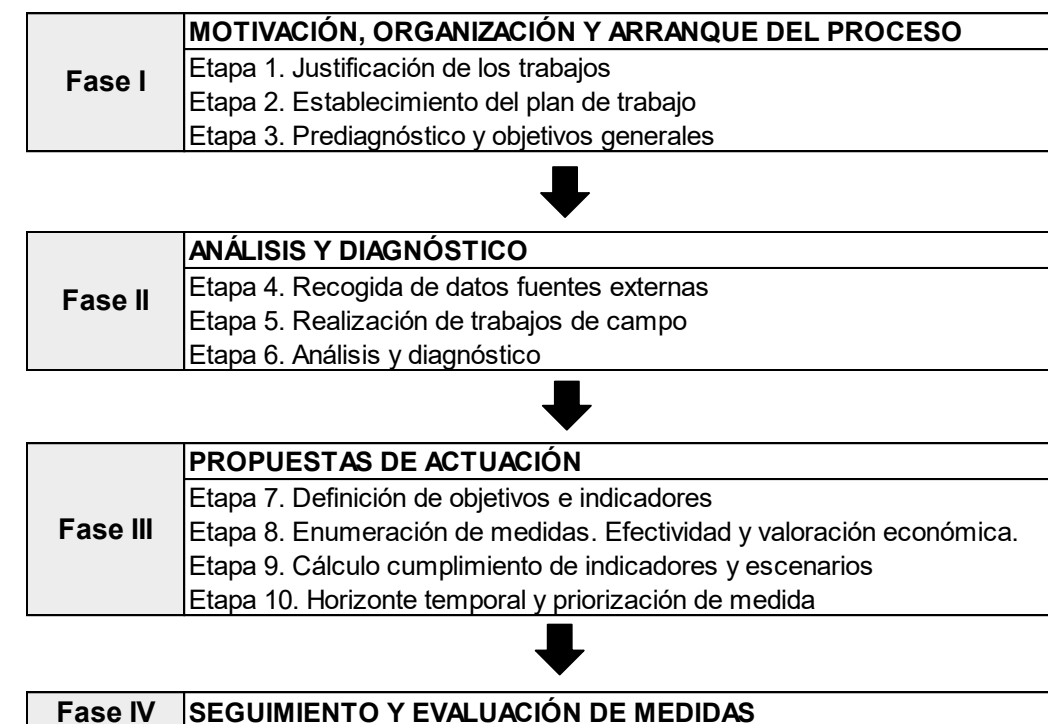 Fase I
MOTIVACIÓN, ORGANIZACIÓN Y ARRANQUE DEL PROCESO
Etapa 1. Justificación de los trabajos
Etapa 2. Establecimiento del plan de trabajo
Etapa 3. Prediagnóstico y objetivos generales
Fase II
ANÁLISIS Y DIAGNÓSTICO
Etapa 4. Recogida de datos fuentes externas
Etapa 5. Realización de trabajos de campo
Etapa 6. Análisis y diagnóstico
Fase III
PROPUESTAS DE ACTUACIÓN
Etapa 7. Definición de objetivos e indicadores
Etapa 8. Enumeración de medidas. Efectividad y valoración económica.
Etapa 9. Cálculo cumplimiento de indicadores y escenarios
Etapa 10. Horizonte temporal y priorización de medida
Fase IV
SEGUIMIENTO Y EVALUACIÓN DE MEDIDAS